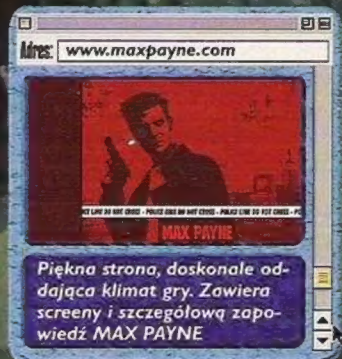 Adres: www.maxpayne.com
POLICE LINE DO NOT CROSS - POLICE LINE DO NOT CROSS - POLICE LINE DO NOT CROSS - PO
MAX PAYNE
Piękna strona, doskonale od-
dająca klimat gry. Zawiera
screeny i szczegółową zapo-
wiedź MAX PAYNE